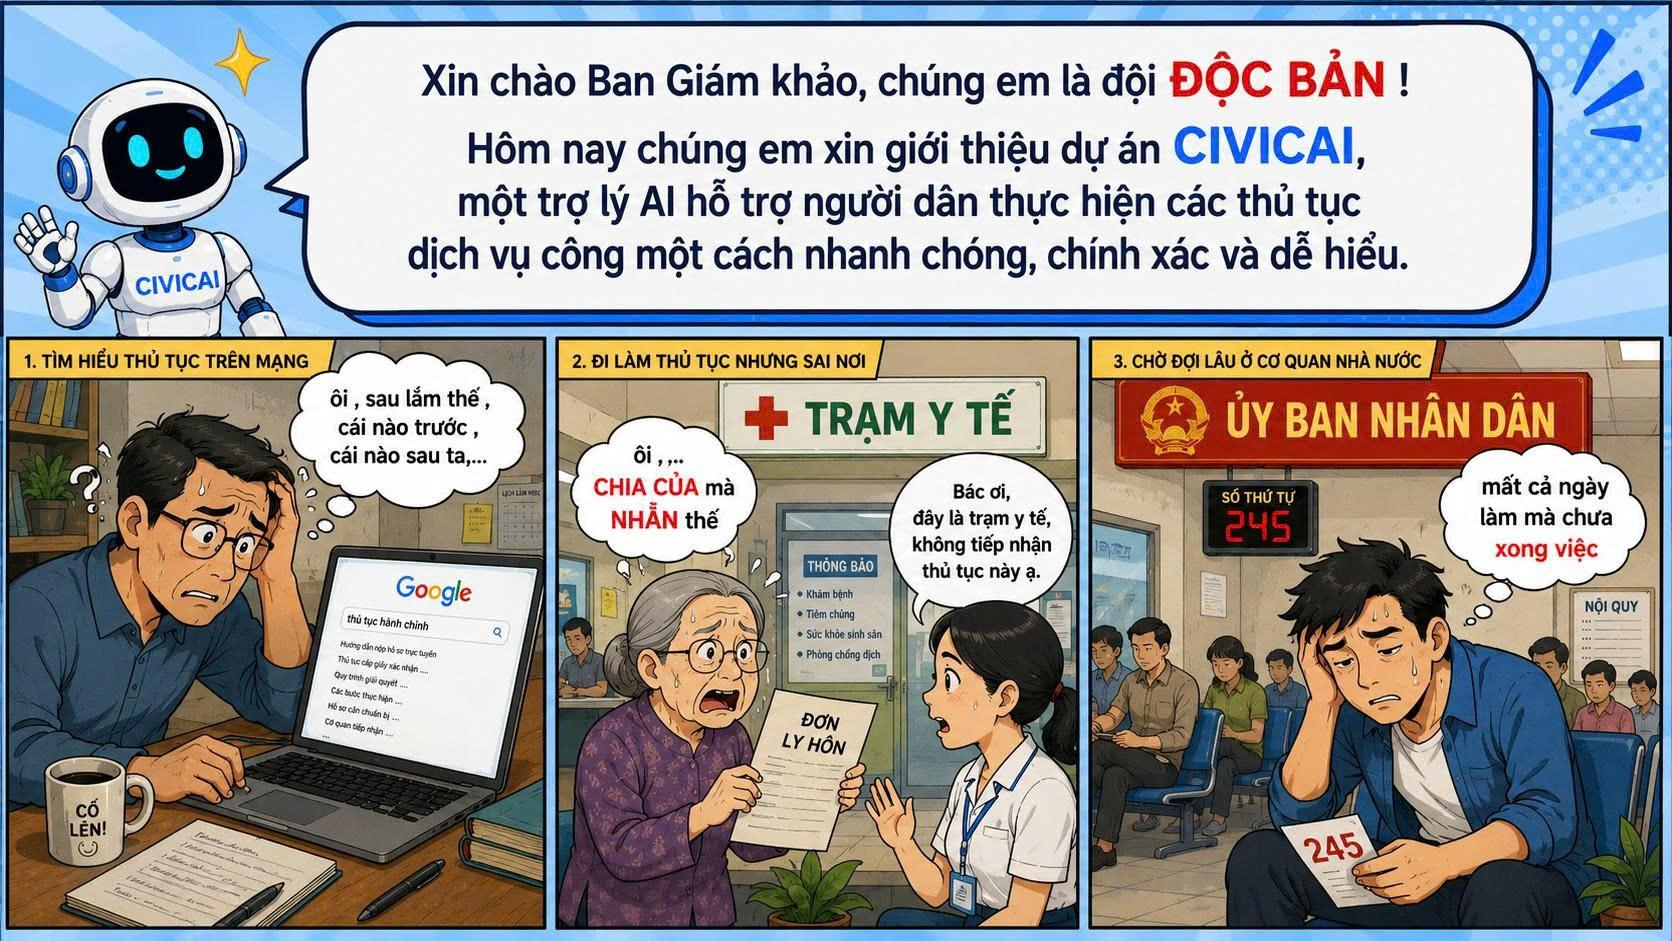 Xin chào Ban Giám khảo, chúng em là đội ĐỘC BẢN !
Hôm nay chúng em xin giới thiệu dự án CIVICAI,
một trợ lý AI hỗ trợ người dân thực hiện các thủ tục
dịch vụ công một cách nhanh chóng, chính xác và dễ hiểu.
CIVICAI
1. TÌM HIỂU THỦ TỤC TRÊN MẠNG
ôi , sau lắm thế ,
cái nào trước ,
cái nào sau ta,...
Google
thủ tục hành chính
Hướng dẫn nộp hồ sơ trực tuyến
Thủ tục cấp giấy xác nhận ....
Quy trình giải quyết ....
Các bước thực hiện ...
Hồ sơ cần chuẩn bị ...
Cơ quan tiếp nhận ....
CỐ
LÊN!
2. ĐI LÀM THỦ TỤC NHƯNG SAI NƠI
TRẠM Y TẾ
ôi , ,...
CHIA CỦA mà
NHẴN thế
Bác ơi,
đây là trạm y tế,
không tiếp nhận
thủ tục này ạ.
THÔNG BÁO
• Khám bệnh
• Tiêm chủng
• Sức khỏe sinh sản
• Phòng chống dịch
ĐƠN
LY HÔN
3. CHỜ ĐỢI LÂU Ở CƠ QUAN NHÀ NƯỚC
ỦY BAN NHÂN DÂN
SỐ THỨ TỰ
245
mất cả ngày
làm mà chưa
xong việc
NỘI QUY
245